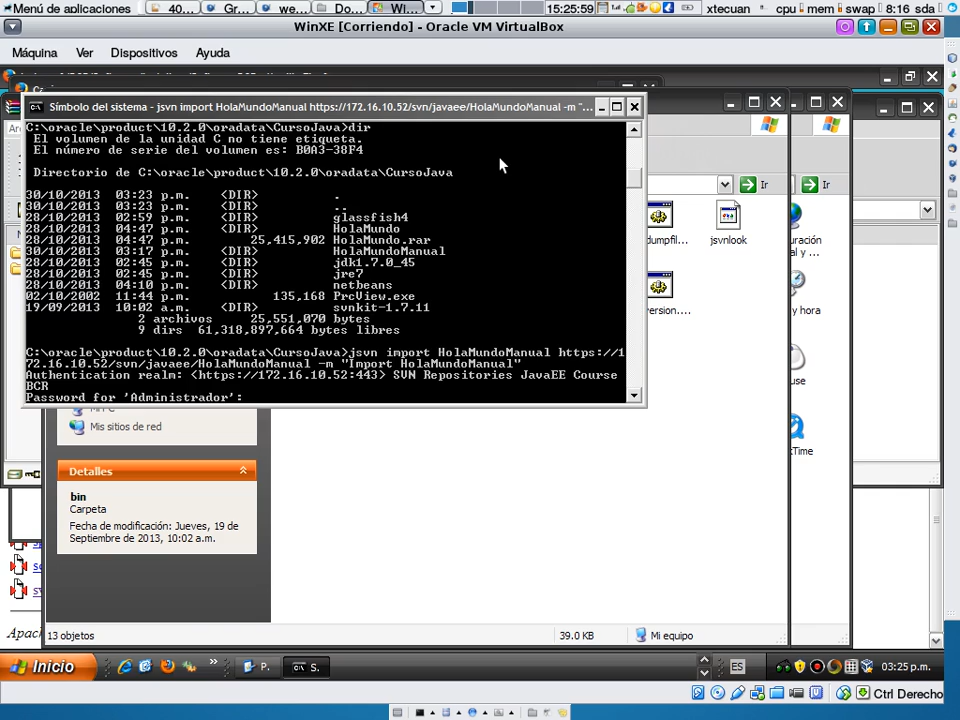 Menú de aplicaciones
40...
Gr...
we...
Do...
Wi...
15:25:59
xtecuan
cpu
mem
swap
8:16
sda
WinXE [Corriendo] - Oracle VM VirtualBox
Máquina
Ver
Dispositivos
Ayuda
Símbolo del sistema - jsvn import HolaMundoManual https://172.16.10.52/svn/javaee/HolaMundoManual -m "...
C:\oracle\product\10.2.0\oradata\CursoJava>dir
El volumen de la unidad C no tiene etiqueta.
El número de serie del volumen es: B0A3-38F4
Directorio de C:\oracle\product\10.2.0\oradata\CursoJava
30/10/2013 03:23 p.m. <DIR> .
30/10/2013 03:23 p.m. <DIR> ..
28/10/2013 02:59 p.m. <DIR> glassfish4
28/10/2013 04:47 p.m. <DIR> HolaMundo
28/10/2013 04:47 p.m. 25,415,902 HolaMundo.rar
30/10/2013 03:17 p.m. <DIR> HolaMundoManual
28/10/2013 02:45 p.m. <DIR> jdk1.7.0_45
28/10/2013 02:45 p.m. <DIR> jre7
28/10/2013 04:10 p.m. <DIR> netbeans
02/10/2002 11:44 p.m. 135,168 PrcView.exe
19/09/2013 10:02 a.m. <DIR> svnkit-1.7.11
2 archivos 25,551,070 bytes
9 dirs 61,318,897,664 bytes libres
C:\oracle\product\10.2.0\oradata\CursoJava>jsvn import HolaMundoManual https://1
72.16.10.52/svn/javaee/HolaMundoManual -m "Import HolaMundoManual"
Authentication realm: <https://172.16.10.52:443> SVN Repositories JavaEE Course
BCR
Password for 'Administrador':
Ir
Ir
dumpfil...
jsvnlook
uración
al y ...
version....
y hora
xuse
xTime
Mis sitios de red
Detalles
bin
Carpeta
Fecha de modificación: Jueves, 19 de
Septiembre de 2013, 10:02 a.m.
Apach
13 objetos
39.0 KB
Mi equipo
Inicio
P.
S.
ES
03:25 p.m.
Ctrl Derecho